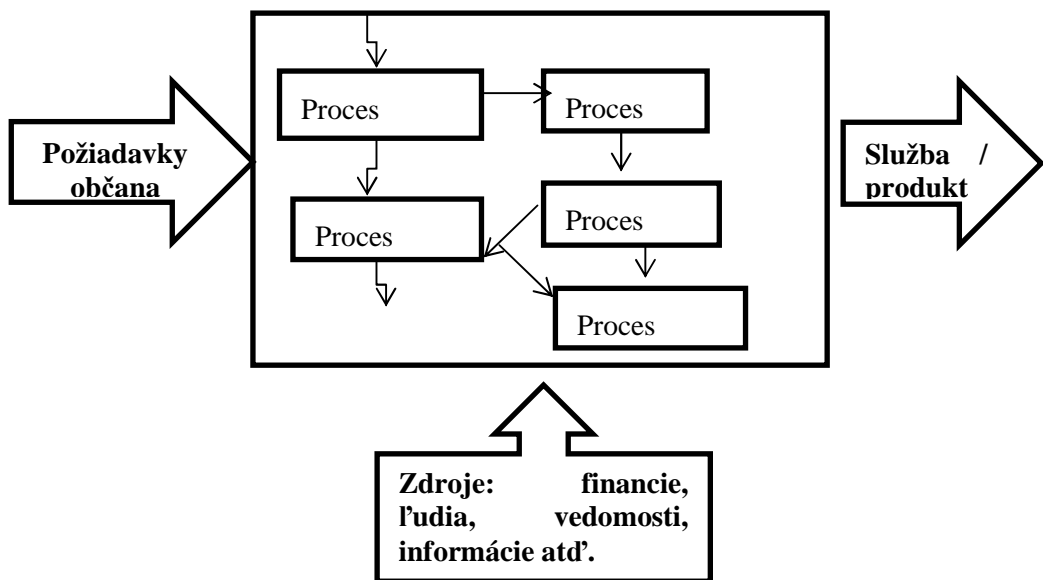 Požiadavky
občana
Proces
Proces
Proces
Proces
Proces
Služba /
produkt
Zdroje: financie,
ľudia, vedomosti,
informácie atď.